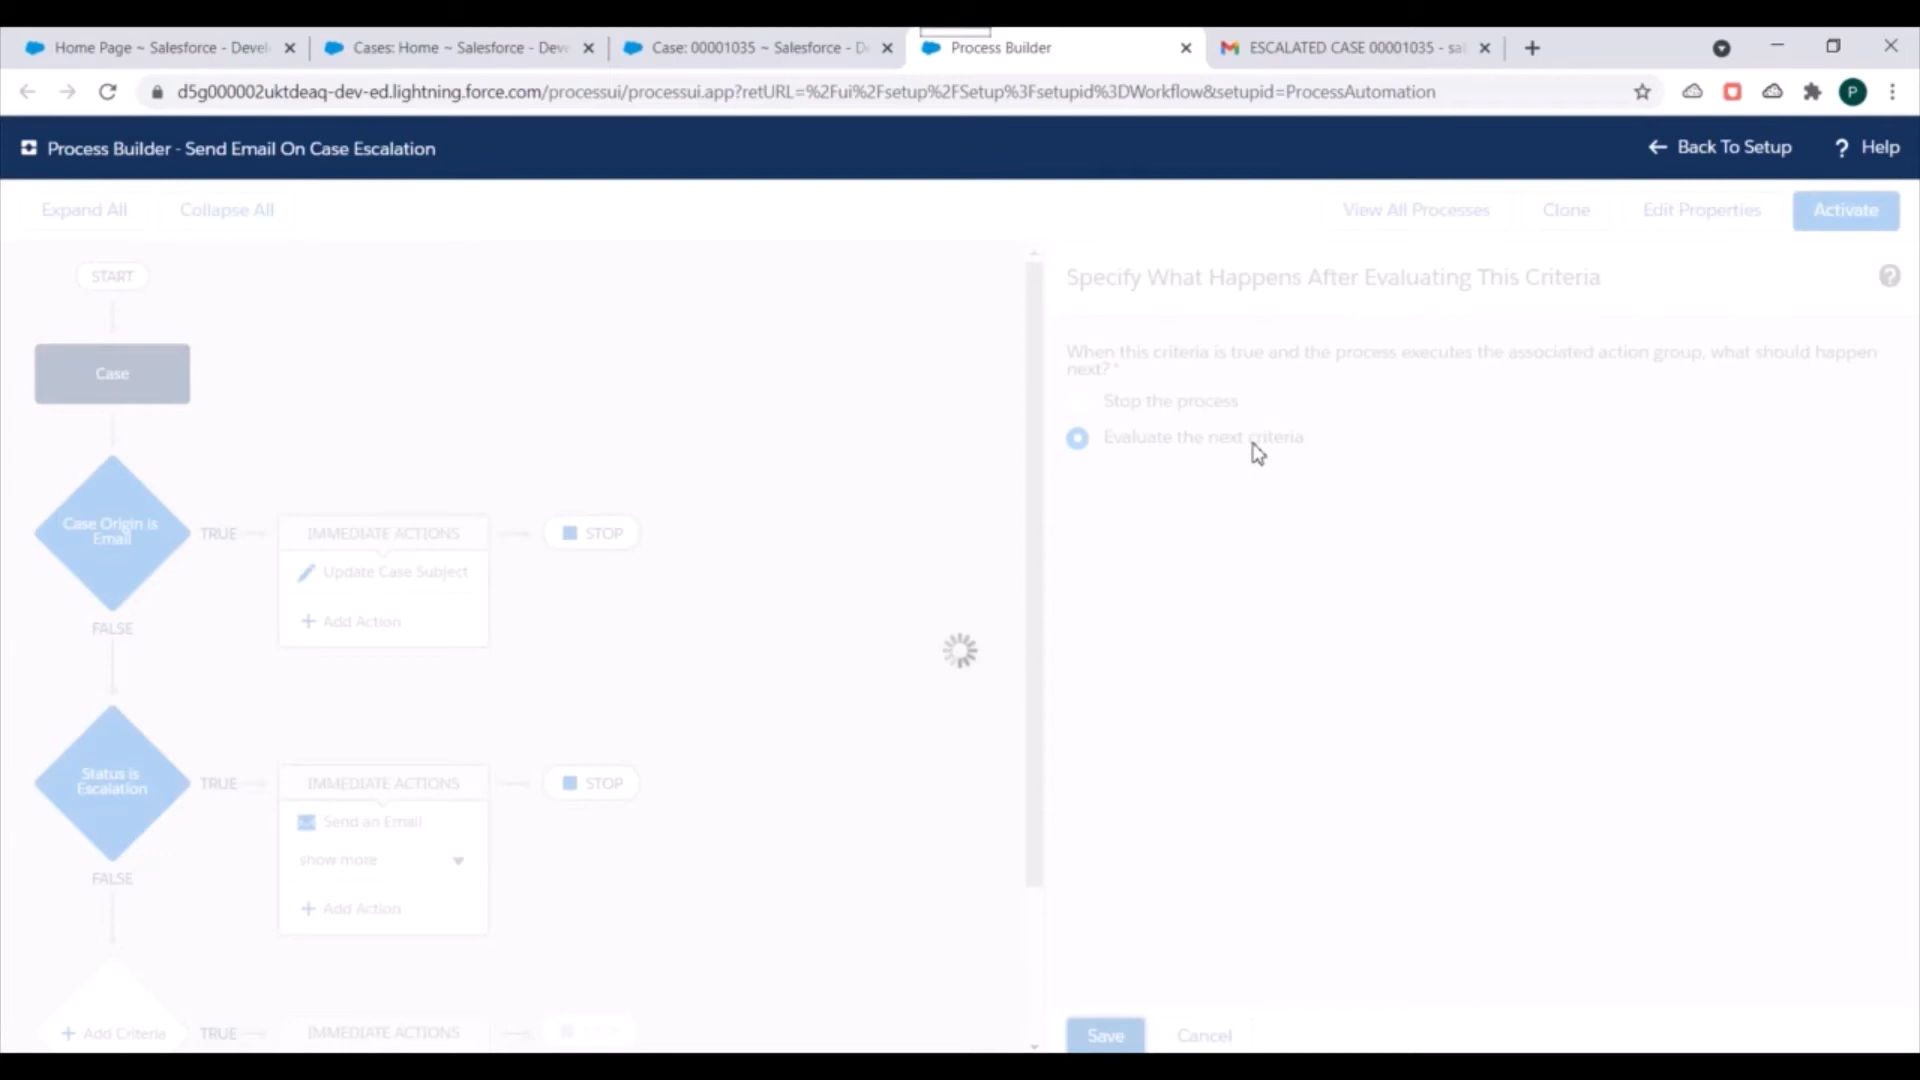 Home Page ~ Salesforce - Devel
Cases: Home ~ Salesforce - Deve
Case: 00001035 ~ Salesforce - D
Process Builder
ESCALATED CASE 00001035 - sal
d5g000002uktdeaq-dev-ed.lightning.force.com/processui/processui.app?retURL=%2Fui%2Fsetup%2FSetup%3Fsetupid%3DWorkflow&setupid=ProcessAutomation
P
Process Builder - Send Email On Case Escalation
Back To Setup
? Help
Expand All
Collapse All
View All Processes
Clone
Edit Properties
Activate
START
Case
Case Origin is
Email
TRUE
IMMEDIATE ACTIONS
STOP
Update Case Subject
+ Add Action
FALSE
Status is
Escalation
TRUE
IMMEDIATE ACTIONS
STOP
Send an Email
show more
+ Add Action
FALSE
+ Add Criteria
TRUE
IMMEDIATE ACTIONS
Specify What Happens After Evaluating This Criteria
?
When this criteria is true and the process executes the associated action group, what should happen
next? *
Stop the process
Evaluate the next criteria
Save
Cancel